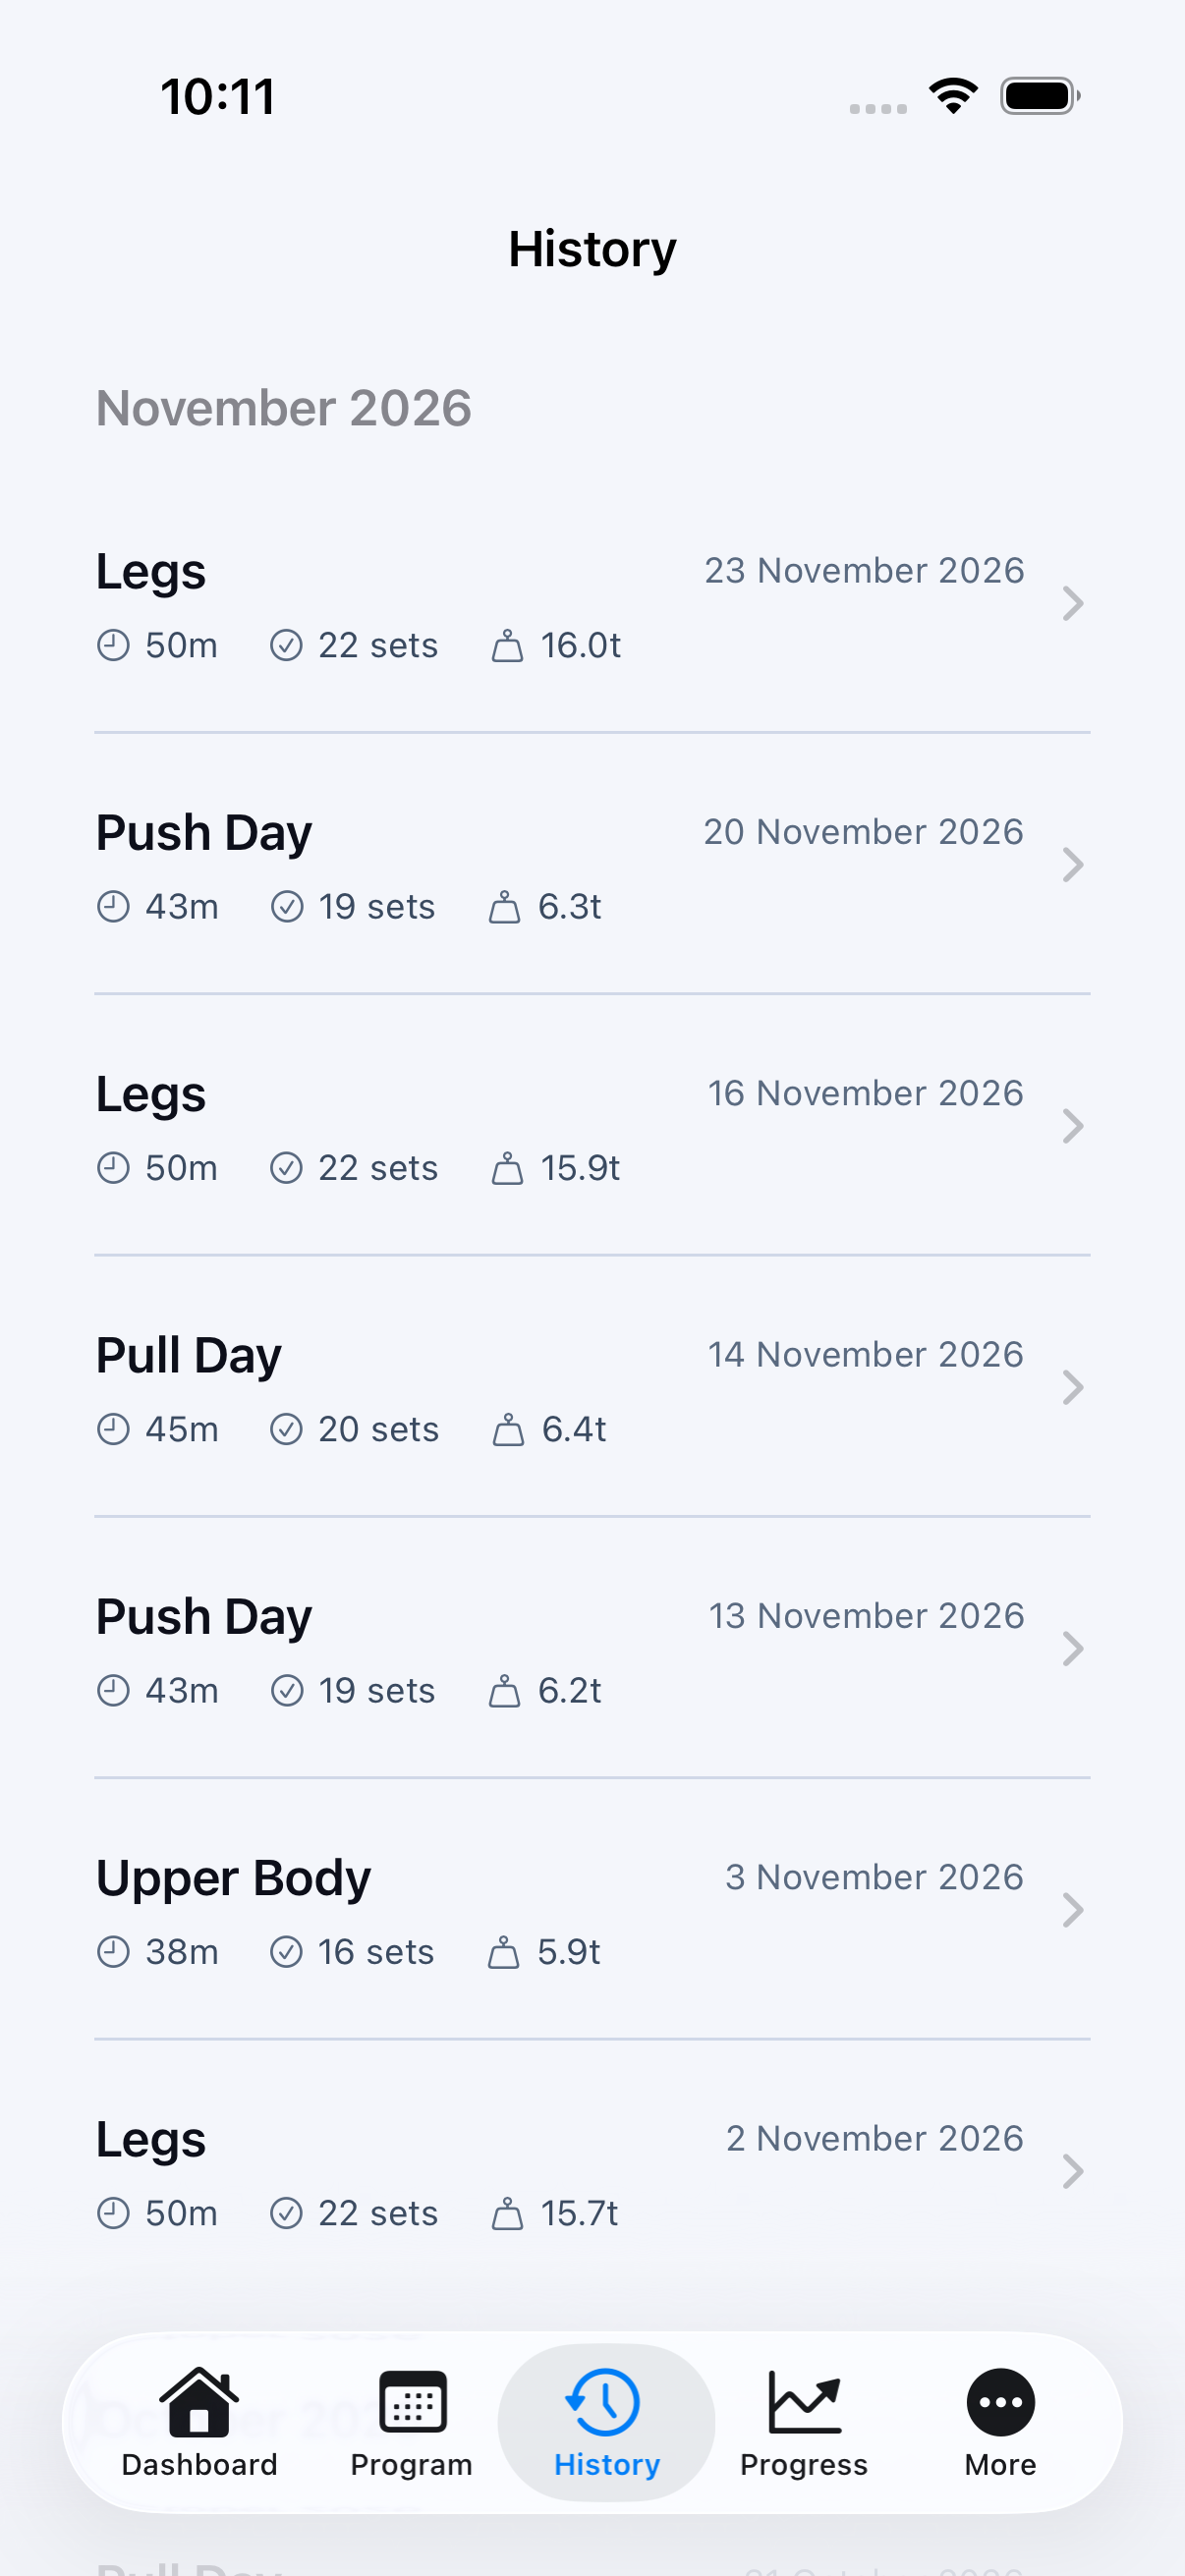 10:11
History
November 2026
Legs
23 November 2026
50m 22 sets 16.0t
Push Day
20 November 2026
43m 19 sets 6.3t
Legs
16 November 2026
50m 22 sets 15.9t
Pull Day
14 November 2026
45m 20 sets 6.4t
Push Day
13 November 2026
43m 19 sets 6.2t
Upper Body
3 November 2026
38m 16 sets 5.9t
Legs
2 November 2026
50m 22 sets 15.7t
Dashboard Program History Progress More
Pull Day